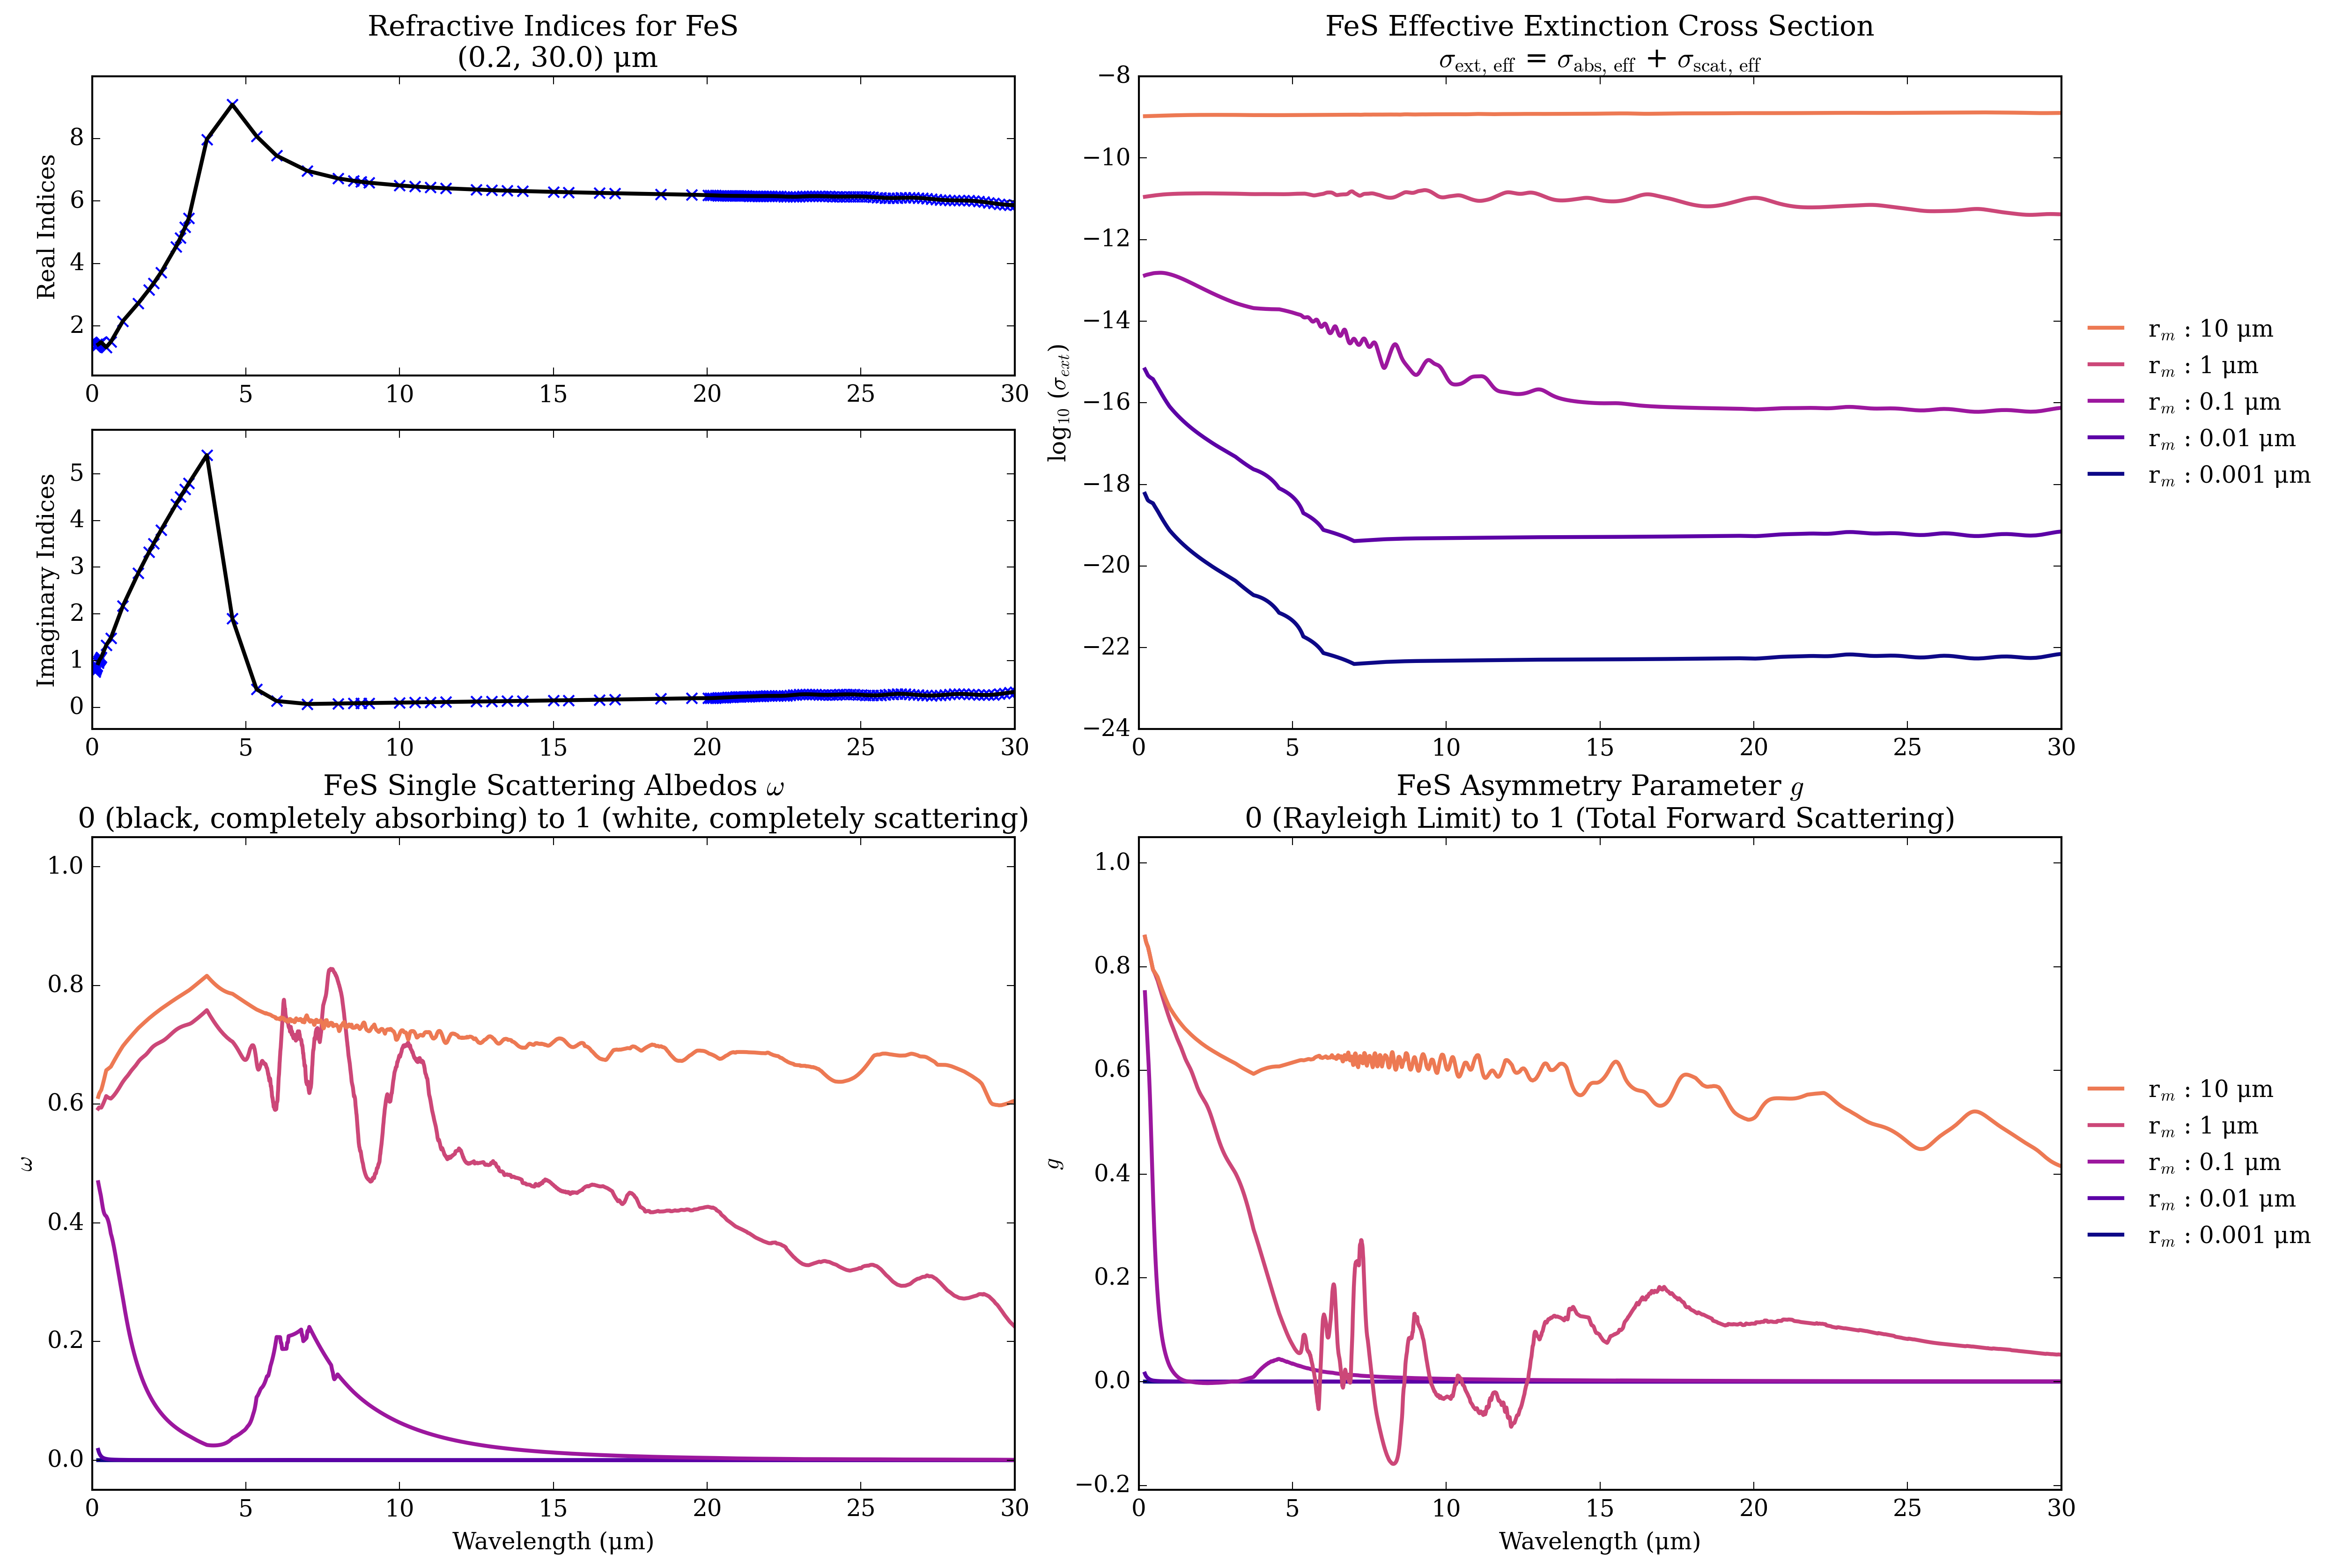 Refractive Indices for FeS
(0.2, 30.0) μm
Real Indices
8
6
4
2
0 5 10 15 20 25 30
Imaginary Indices
5
4
3
2
1
0
0 5 10 15 20 25 30
FeS Effective Extinction Cross Section
σext, eff = σabs, eff + σscat, eff
log10 (σext)
−8
−10
−12
−14
−16
−18
−20
−22
−24
0 5 10 15 20 25 30
rm : 10 μm
rm : 1 μm
rm : 0.1 μm
rm : 0.01 μm
rm : 0.001 μm
FeS Single Scattering Albedos ω
0 (black, completely absorbing) to 1 (white, completely scattering)
ω
1.0
0.8
0.6
0.4
0.2
0.0
0 5 10 15 20 25 30
Wavelength (μm)
FeS Asymmetry Parameter g
0 (Rayleigh Limit) to 1 (Total Forward Scattering)
g
1.0
0.8
0.6
0.4
0.2
0.0
−0.2
0 5 10 15 20 25 30
Wavelength (μm)
rm : 10 μm
rm : 1 μm
rm : 0.1 μm
rm : 0.01 μm
rm : 0.001 μm